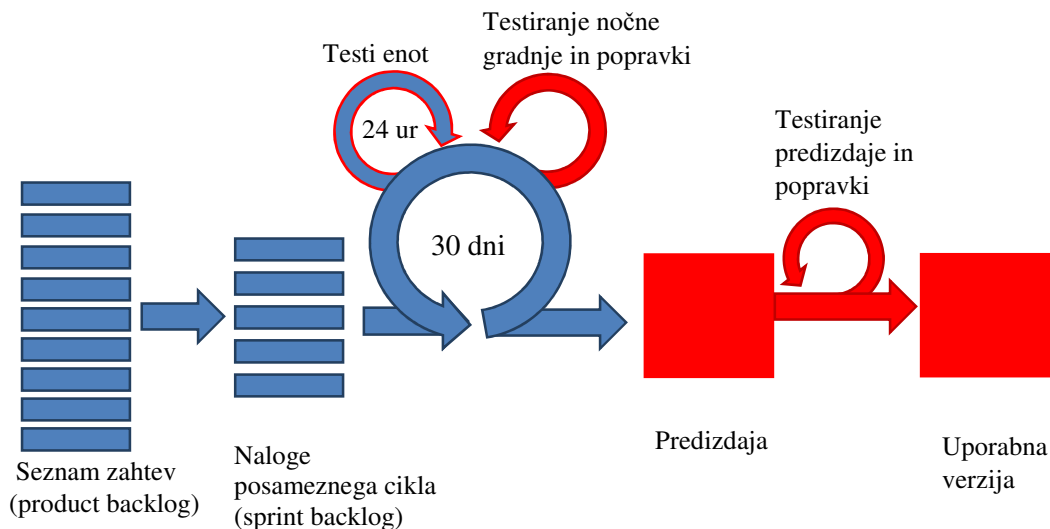 Testi enot
Testiranje nočne
gradnje in popravki
24 ur
Testiranje
predizdaje in
popravki
30 dni
Seznam zahtev
(product backlog)
Naloge
posameznega cikla
(sprint backlog)
Predizdaja
Uporabna
verzija